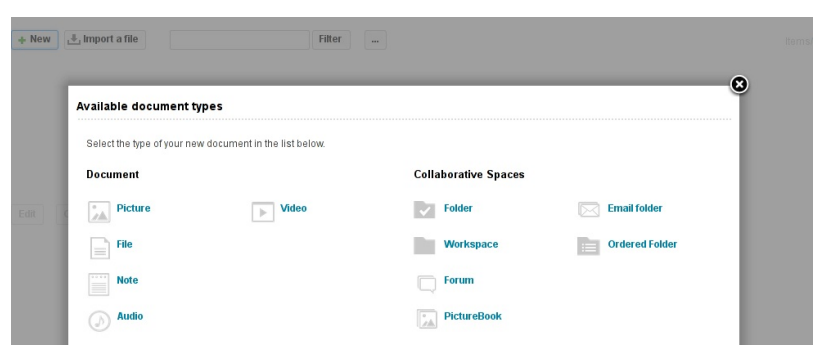 New Import a file Filter ...
Items/
Available document types
Select the type of your new document in the list below.
Document Collaborative Spaces
Picture Video Folder Email folder
File Workspace Ordered Folder
Edit
Note Forum
Audio PictureBook